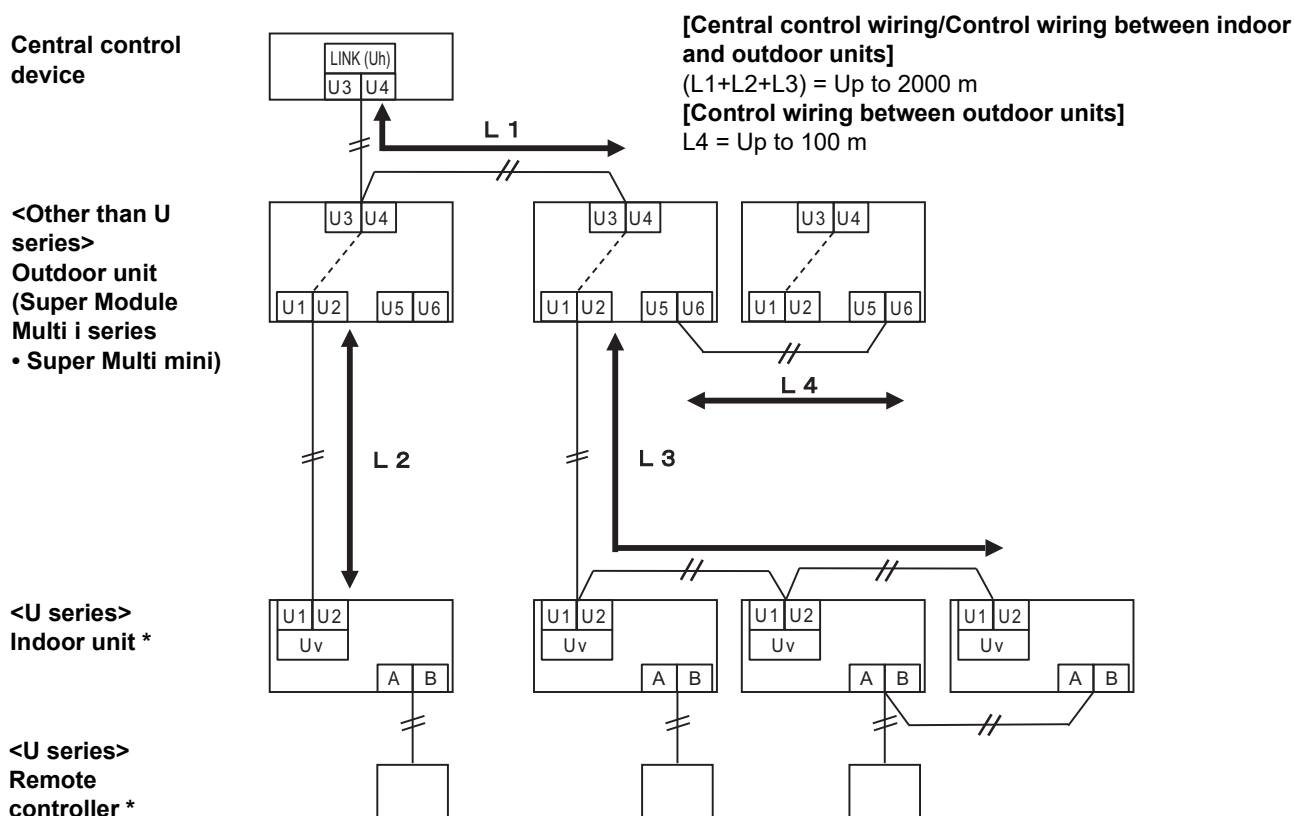 Central control
device
LINK (Uh)
U3 U4
[Central control wiring/Control wiring between indoor
and outdoor units]
(L1+L2+L3) = Up to 2000 m
[Control wiring between outdoor units]
L4 = Up to 100 m
L 1
<Other than U
series>
Outdoor unit
(Super Module
Multi i series
• Super Multi mini)
U3 U4
U3 U4
U3 U4
U1 U2
U5 U6
U1 U2
U5 U6
U1 U2
U5 U6
L 4
L 2
L 3
<U series>
Indoor unit *
U1 U2
Uv
A B
U1 U2
Uv
A B
U1 U2
Uv
A B
U1 U2
Uv
A B
<U series>
Remote
controller *